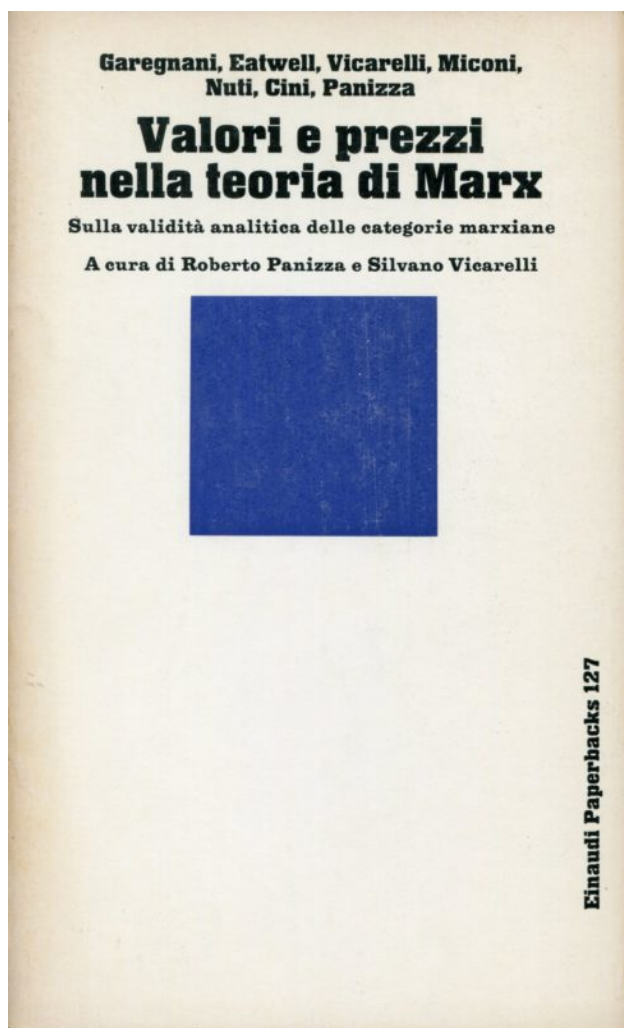 Garegnani, Eatwell, Vicarelli, Miconi,
Nuti, Cini, Panizza
Valori e prezzi
nella teoria di Marx
Sulla validità analitica delle categorie marxiane
A cura di Roberto Panizza e Silvano Vicarelli
Einaudi Paperbacks 127